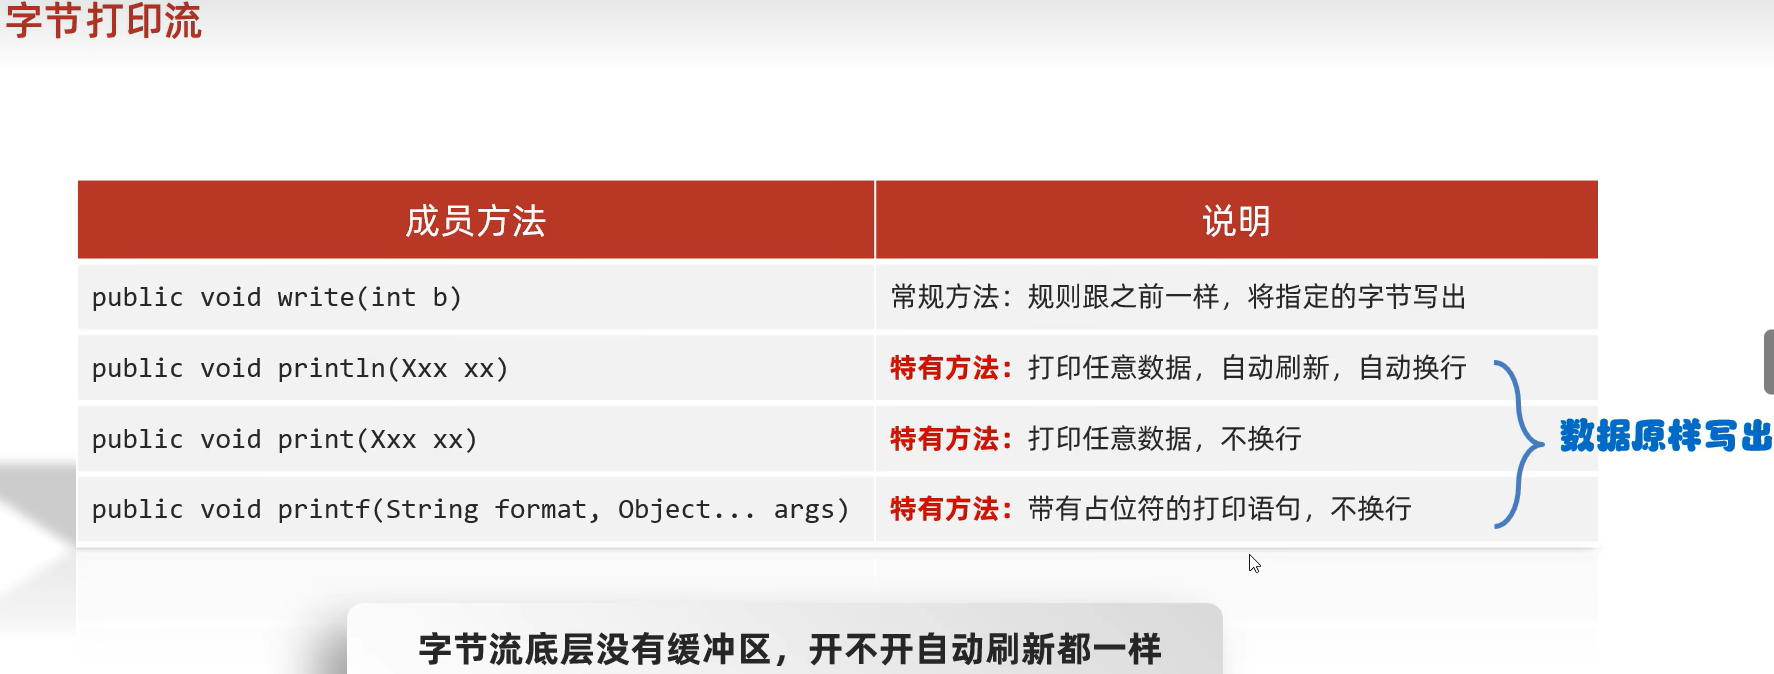 字节打印流
成员方法 说明
public void write(int b) 常规方法：规则跟之前一样，将指定的字节写出
public void println(Xxx xx) 特有方法：打印任意数据，自动刷新，自动换行
public void print(Xxx xx) 特有方法：打印任意数据，不换行
数据原样写出
public void printf(String format, Object... args) 特有方法：带有占位符的打印语句，不换行
字节流底层没有缓冲区，开不开自动刷新都一样